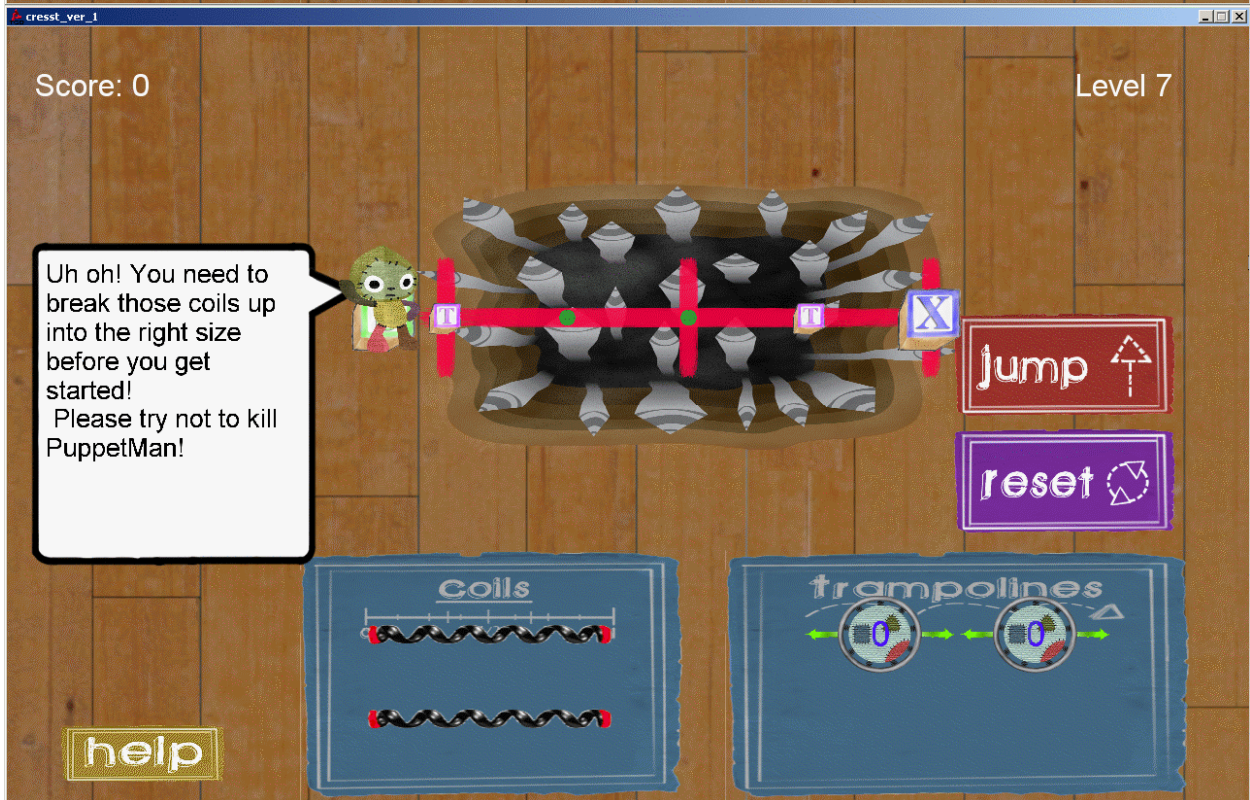 cresst_ver_1
Score: 0
Level 7
Uh oh! You need to
break those coils up
into the right size
before you get
started!
Please try not to kill
PuppetMan!
T
T
X
jump
reset
coils
trampolines
0
0
help